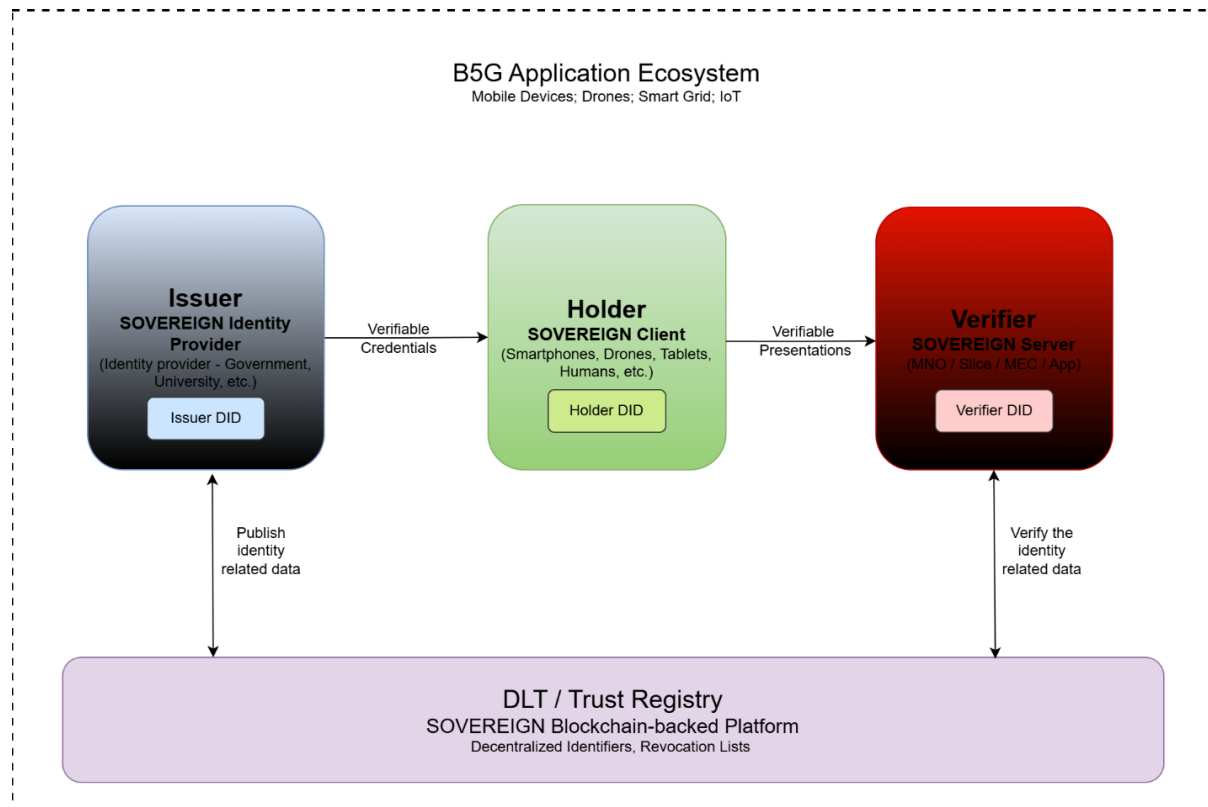 B5G Application Ecosystem
Mobile Devices; Drones; Smart Grid; IoT
Issuer
SOVEREIGN Identity
Provider
(Identity provider - Government,
University, etc.)
Issuer DID
Verifiable
Credentials
Holder
SOVEREIGN Client
(Smartphones, Drones, Tablets,
Humans, etc.)
Holder DID
Verifiable
Presentations
Verifier
SOVEREIGN Server
(MNO / Slice / MEC / App)
Verifier DID
Publish
identity
related data
Verify the
identity
related data
DLT / Trust Registry
SOVEREIGN Blockchain-backed Platform
Decentralized Identifiers, Revocation Lists